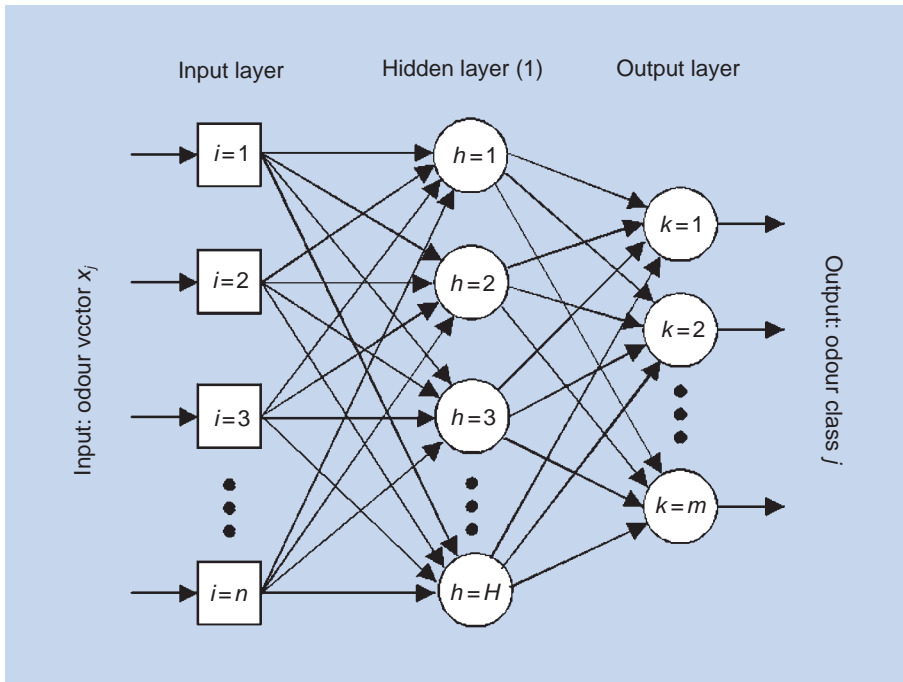 Input layer
Hidden layer (1)
Output layer
Input: odour vcctor xj
i=1
i=2
i=3
i=n
h=1
h=2
h=3
h=H
k=1
k=2
k=m
Output: odour class j